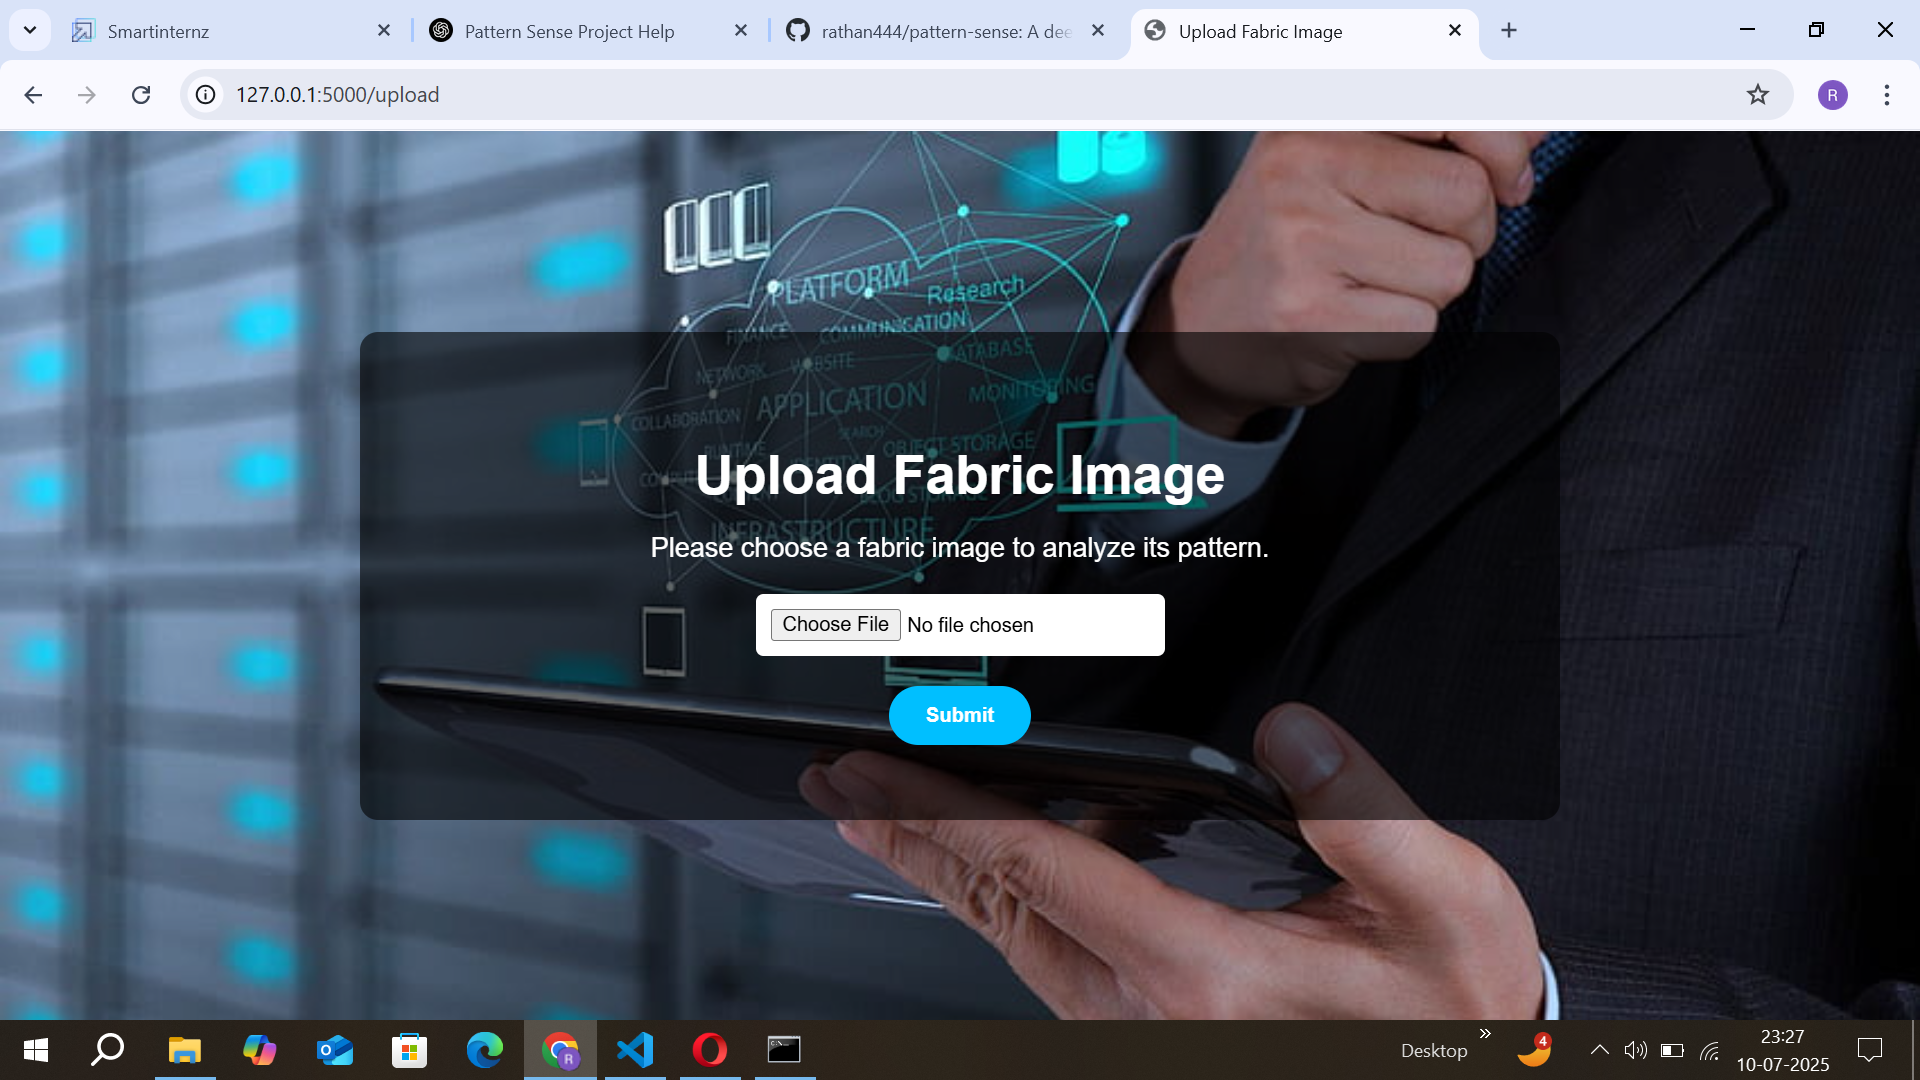 Smartinternz
Pattern Sense Project Help
rathan444/pattern-sense: A dee
Upload Fabric Image
127.0.0.1:5000/upload
R
PLATFORM
Research
FINANCE
COMMUNICATION
NETWORK
WEBSITE
DATABASE
COLLABORATION
APPLICATION
MONITORING
SEARCH
RUNTIME
OBJECT STORAGE
Upload Fabric Image
INFRASTRUCTURE
Please choose a fabric image to analyze its pattern.
Choose File No file chosen
Submit
Desktop
4
23:27
10-07-2025